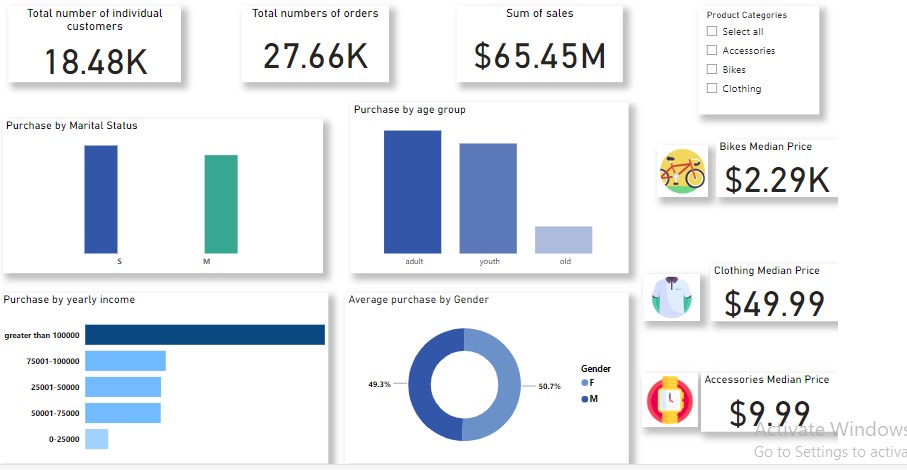 Total number of individual
customers
18.48K
Total numbers of orders
27.66K
Sum of sales
$65.45M
Product Categories
Select all
Accessories
Bikes
Clothing
Purchase by Marital Status
S
M
Purchase by age group
adult
youth
old
Bikes Median Price
$2.29K
Clothing Median Price
$49.99
Purchase by yearly income
greater than 100000
75001-100000
25001-50000
50001-75000
0-25000
Average purchase by Gender
49.3%
50.7%
Gender
F
M
Accessories Median Price
$9.99
Activate Windows
Go to Settings to activa